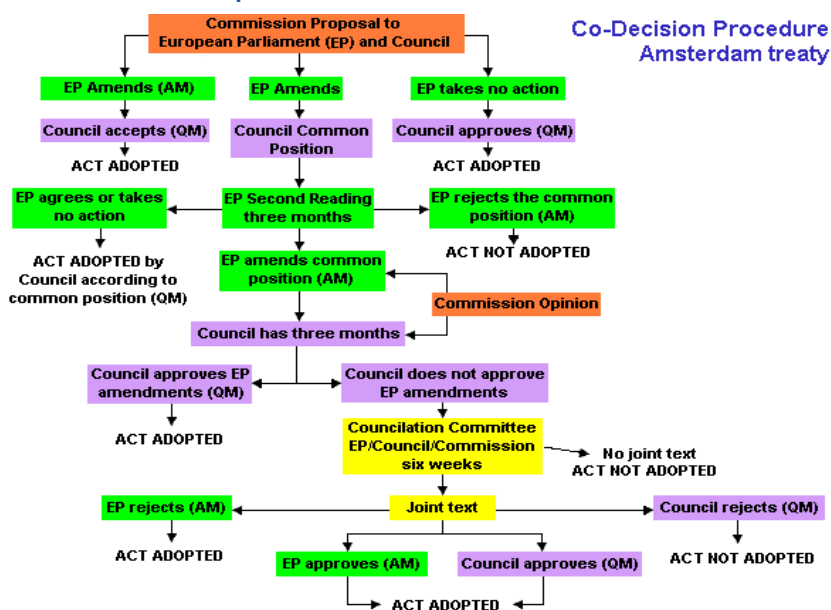 Commission Proposal to
European Parliament (EP) and Council
Co-Decision Procedure
Amsterdam treaty
EP Amends (AM)
EP Amends
EP takes no action
Council accepts (QM)
Council Common
Position
Council approves (QM)
ACT ADOPTED
ACT ADOPTED
EP agrees or takes
no action
EP Second Reading
three months
EP rejects the common
position (AM)
ACT ADOPTED by
Council according to
common position (QM)
ACT NOT ADOPTED
EP amends common
position (AM)
Commission Opinion
Council has three months
Council approves EP
amendments (QM)
Council does not approve
EP amendments
ACT ADOPTED
Councilation Committee
EP/Council/Commission
six weeks
No joint text
ACT NOT ADOPTED
EP rejects (AM)
Joint text
Council rejects (QM)
ACT ADOPTED
ACT NOT ADOPTED
EP approves (AM)
Council approves (QM)
ACT ADOPTED